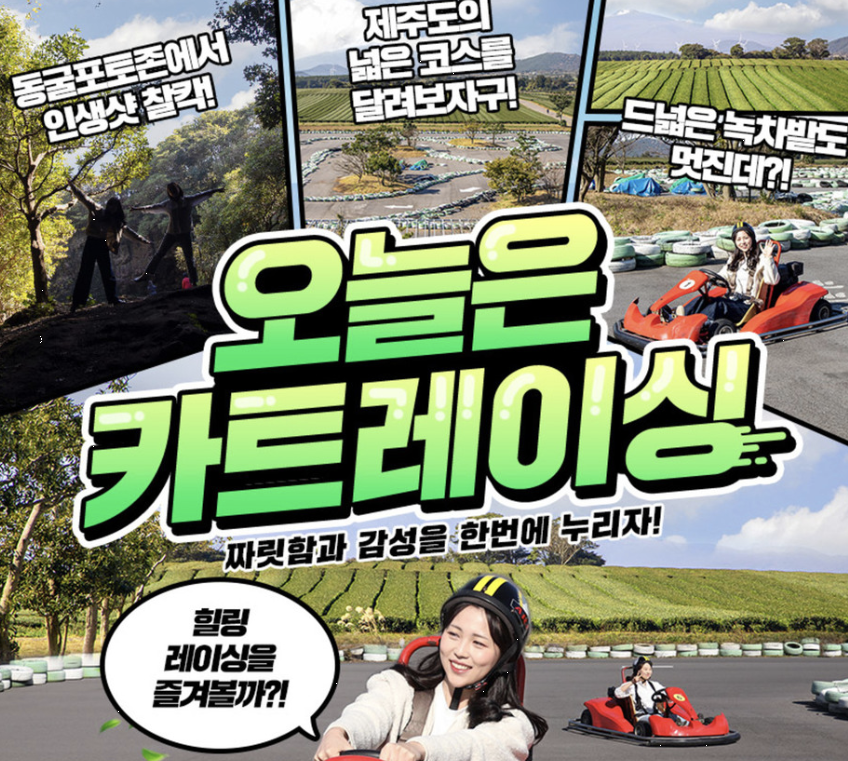 동굴포토존에서
인생샷 찰칵!
제주도의
넓은 코스를
달려보자구!
드넓은 녹차밭도
멋진데?!
오늘은
카트레이싱
짜릿함과 감성을 한번에 누리자!
힐링
레이싱을
즐겨볼까?!